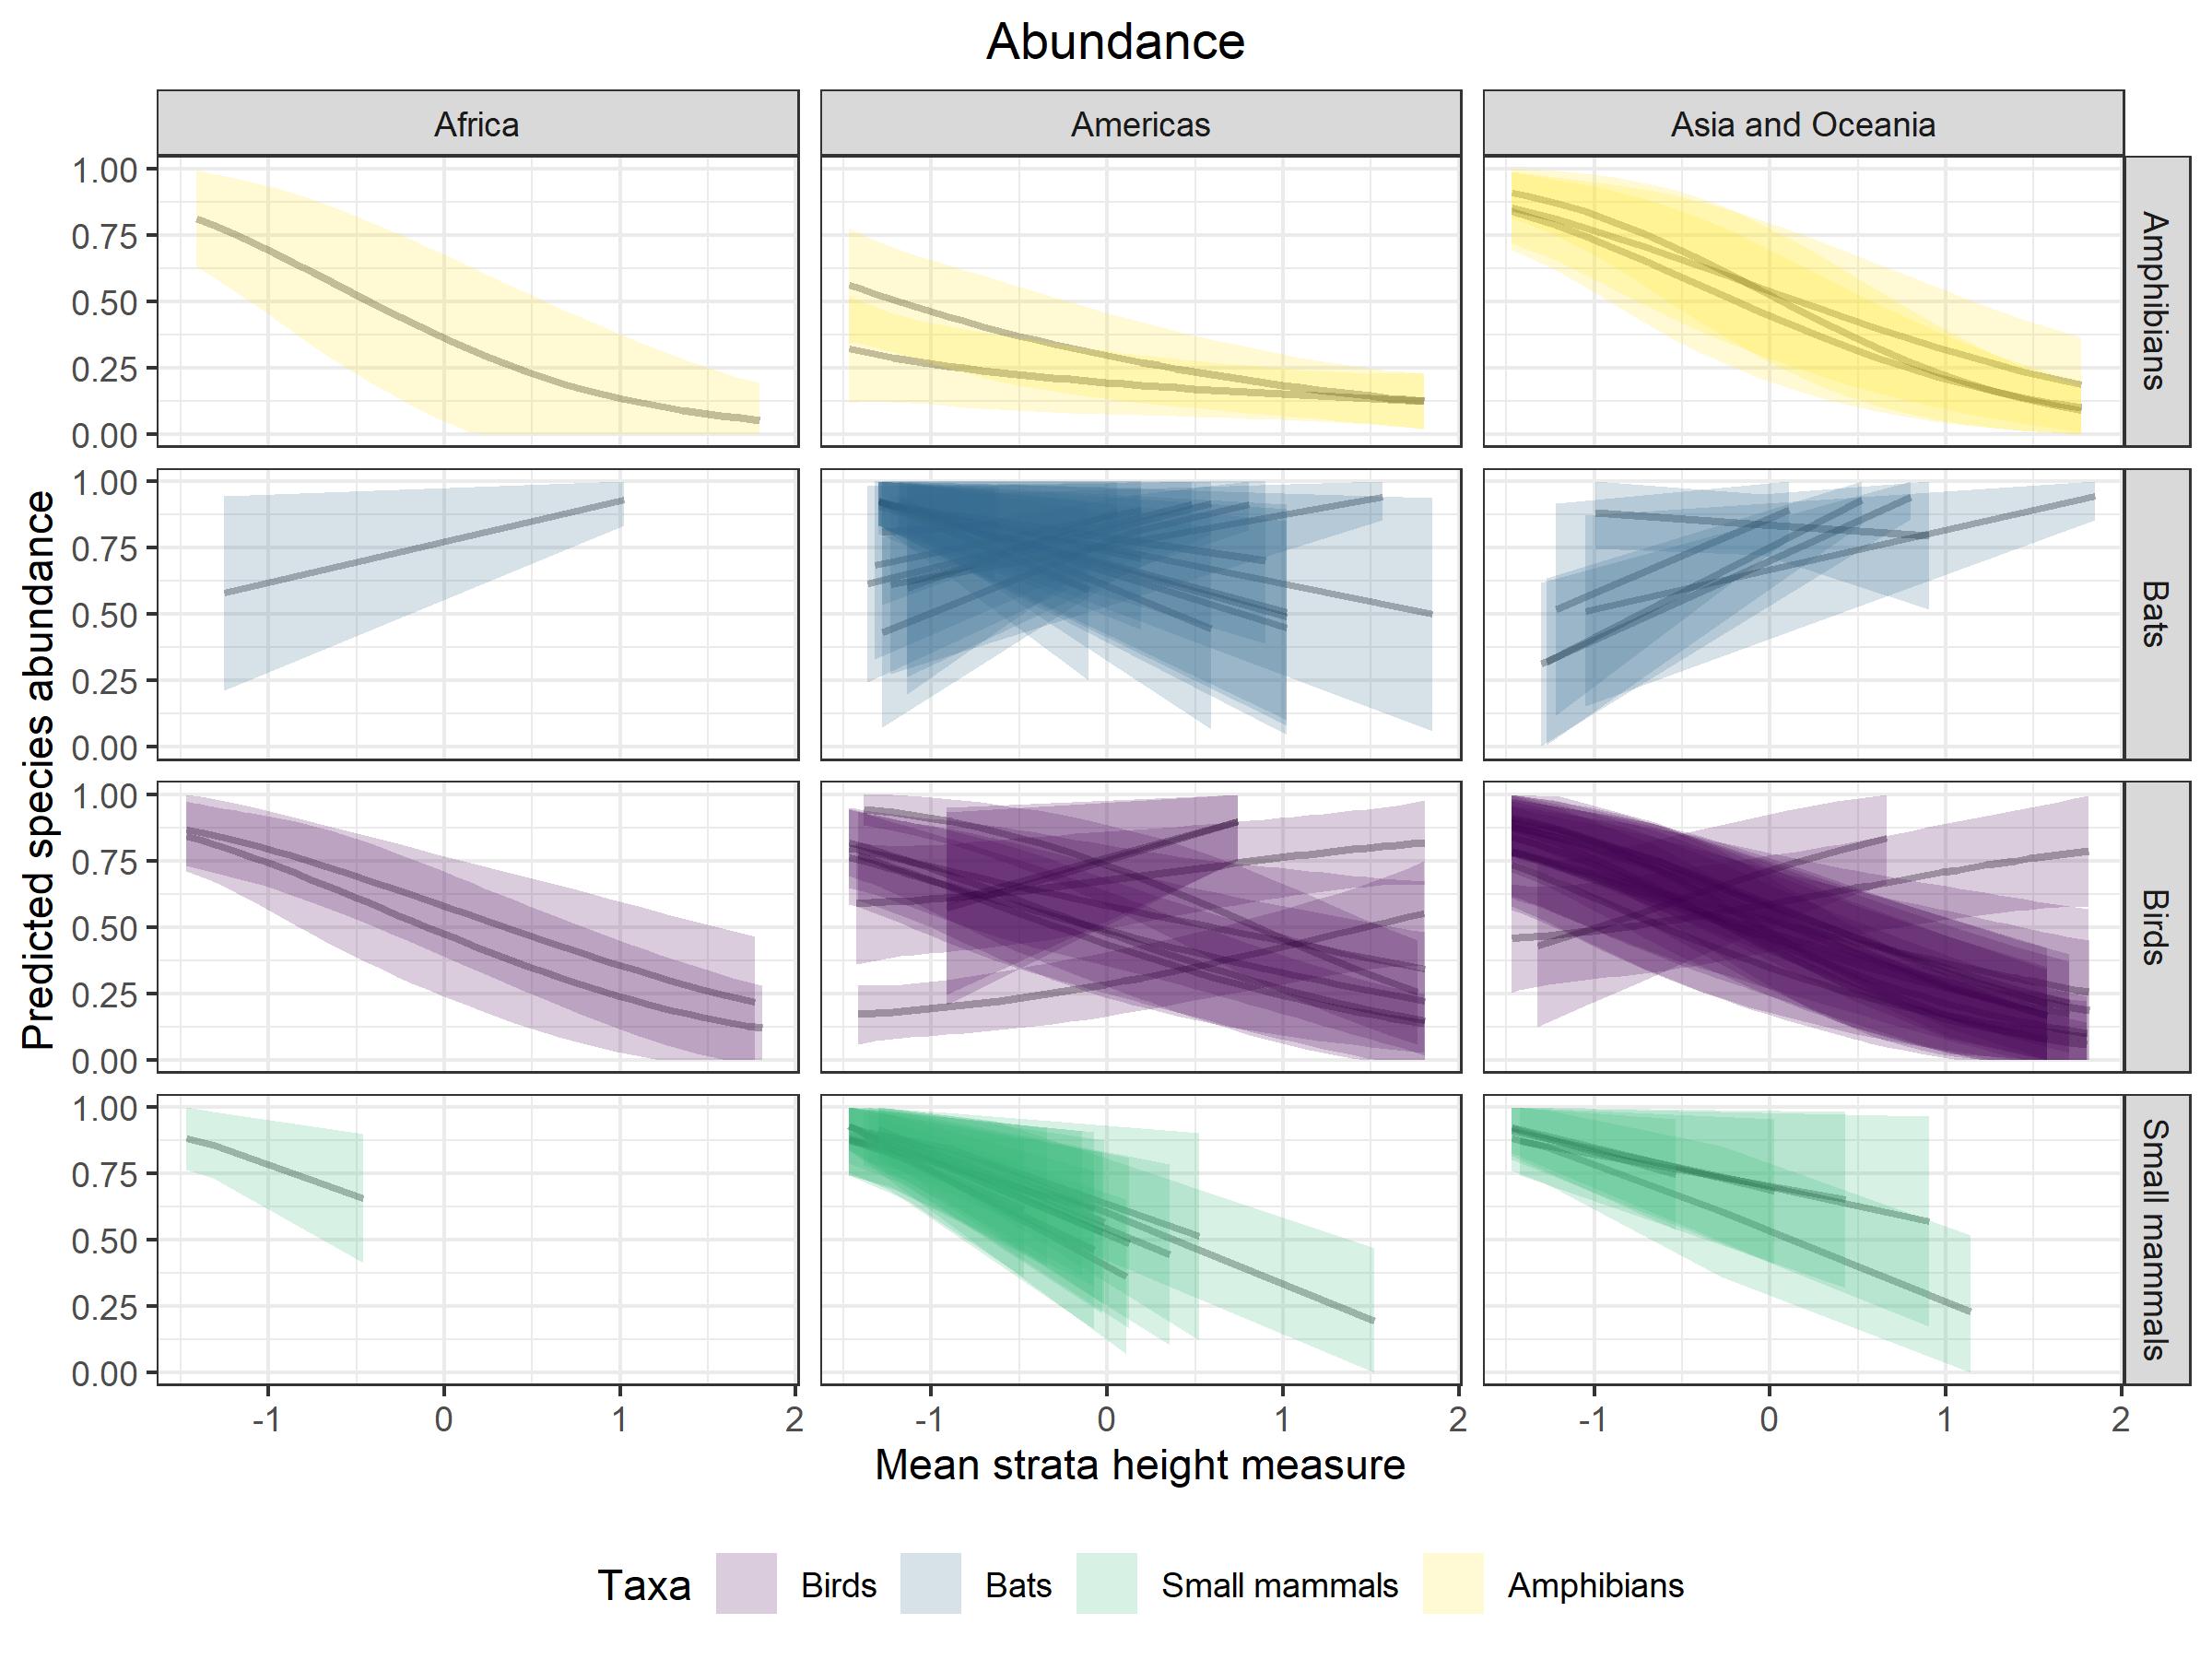 Abundance
Africa Americas Asia and Oceania
Predicted species abundance
1.00
0.75
0.50
0.25
0.00
Amphibians
1.00
0.75
0.50
0.25
0.00
Bats
1.00
0.75
0.50
0.25
0.00
Birds
1.00
0.75
0.50
0.25
0.00
Small mammals
-1 0 1 2 -1 0 1 2 -1 0 1 2
Mean strata height measure
Taxa Birds Bats Small mammals Amphibians